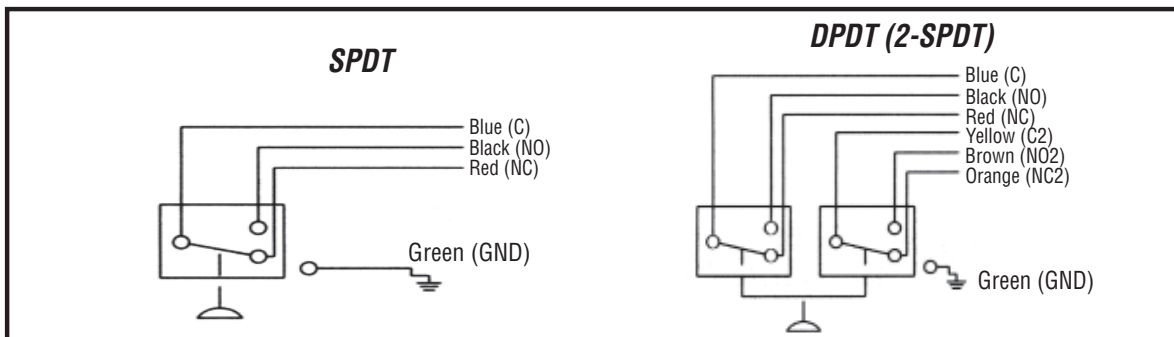 SPDT
Blue (C)
Black (NO)
Red (NC)
Green (GND)
DPDT (2-SPDT)
Blue (C)
Black (NO)
Red (NC)
Yellow (C2)
Brown (NO2)
Orange (NC2)
Green (GND)